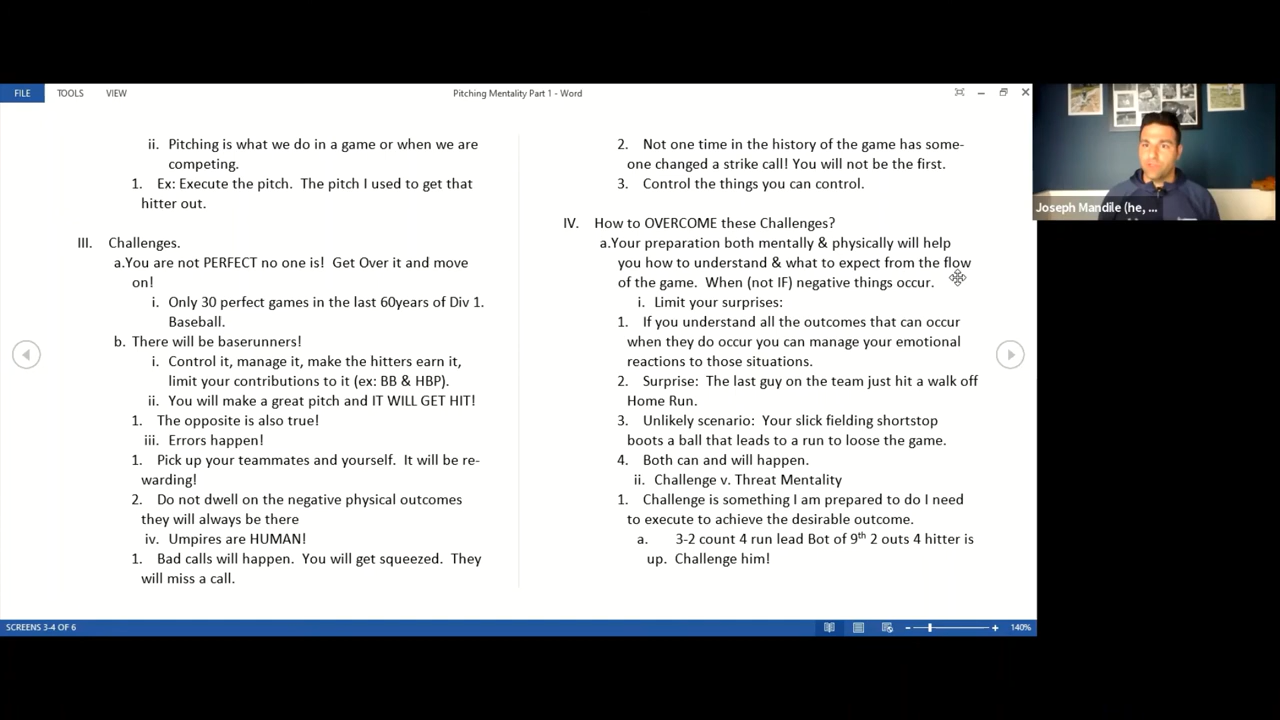 FILE
TOOLS
VIEW
Pitching Mentality Part 1 - Word
ii. Pitching is what we do in a game or when we are
competing.
1. Ex: Execute the pitch. The pitch I used to get that
hitter out.
III. Challenges.
a.You are not PERFECT no one is! Get Over it and move
on!
i. Only 30 perfect games in the last 60years of Div 1.
Baseball.
b. There will be baserunners!
i. Control it, manage it, make the hitters earn it,
limit your contributions to it (ex: BB & HBP).
ii. You will make a great pitch and IT WILL GET HIT!
1. The opposite is also true!
iii. Errors happen!
1. Pick up your teammates and yourself. It will be re-
warding!
2. Do not dwell on the negative physical outcomes
they will always be there
iv. Umpires are HUMAN!
1. Bad calls will happen. You will get squeezed. They
will miss a call.
2. Not one time in the history of the game has some-
one changed a strike call! You will not be the first.
3. Control the things you can control.
IV. How to OVERCOME these Challenges?
a.Your preparation both mentally & physically will help
you how to understand & what to expect from the flow
of the game. When (not IF) negative things occur.
i. Limit your surprises:
1. If you understand all the outcomes that can occur
when they do occur you can manage your emotional
reactions to those situations.
2. Surprise: The last guy on the team just hit a walk off
Home Run.
3. Unlikely scenario: Your slick fielding shortstop
boots a ball that leads to a run to loose the game.
4. Both can and will happen.
ii. Challenge v. Threat Mentality
1. Challenge is something I am prepared to do I need
to execute to achieve the desirable outcome.
a. 3-2 count 4 run lead Bot of 9th 2 outs 4 hitter is
up. Challenge him!
Joseph Mandile (he, ...
SCREENS 3-4 OF 6
140%